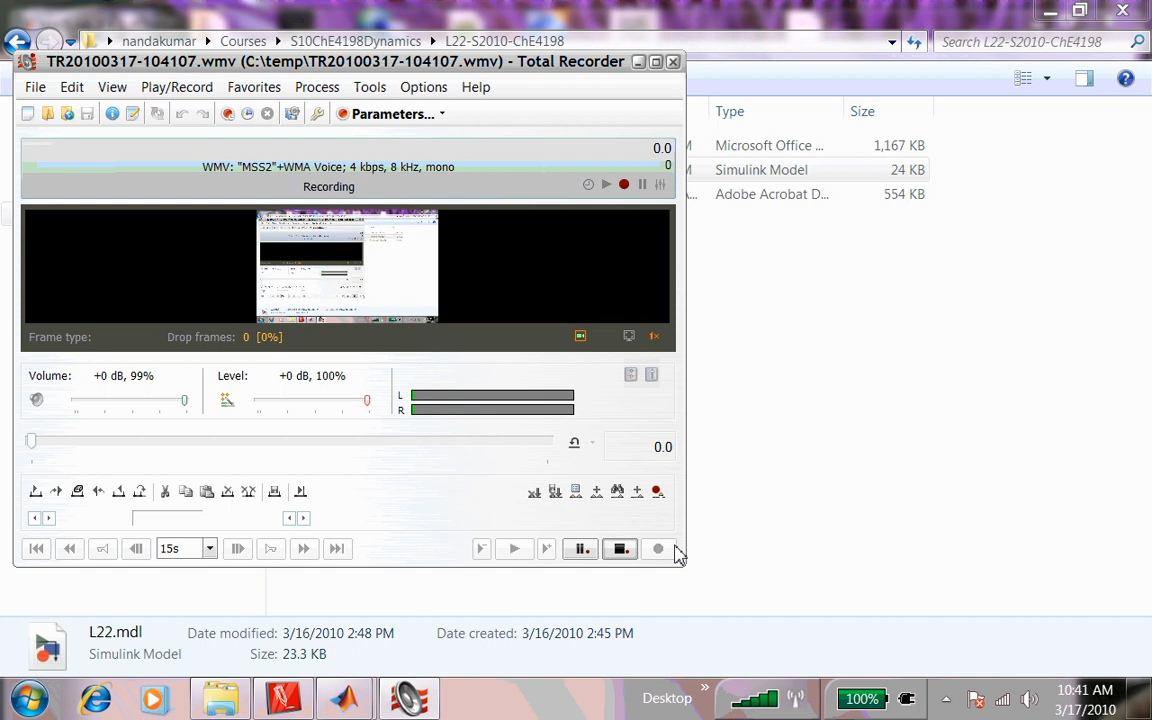 nandakumar
Courses
S10ChE4198Dynamics
L22-S2010-ChE4198
Search L22-S2010-ChE4198
TR20100317-104107.wmv (C:\temp\TR20100317-104107.wmv) - Total Recorder
File Edit View Play/Record Favorites Process Tools Options Help
Parameters...
Type Size
0.0
WMV: "MSS2"+WMA Voice; 4 kbps, 8 kHz, mono
0
Recording
M Microsoft Office ... 1,167 KB
M Simulink Model 24 KB
A... Adobe Acrobat D... 554 KB
Frame type: Drop frames: 0 [0%]
1×
Volume: +0 dB, 99% Level: +0 dB, 100%
L
R
0.0
15s
L22.mdl Date modified: 3/16/2010 2:48 PM Date created: 3/16/2010 2:45 PM
Simulink Model Size: 23.3 KB
Desktop
100%
10:41 AM
3/17/2010